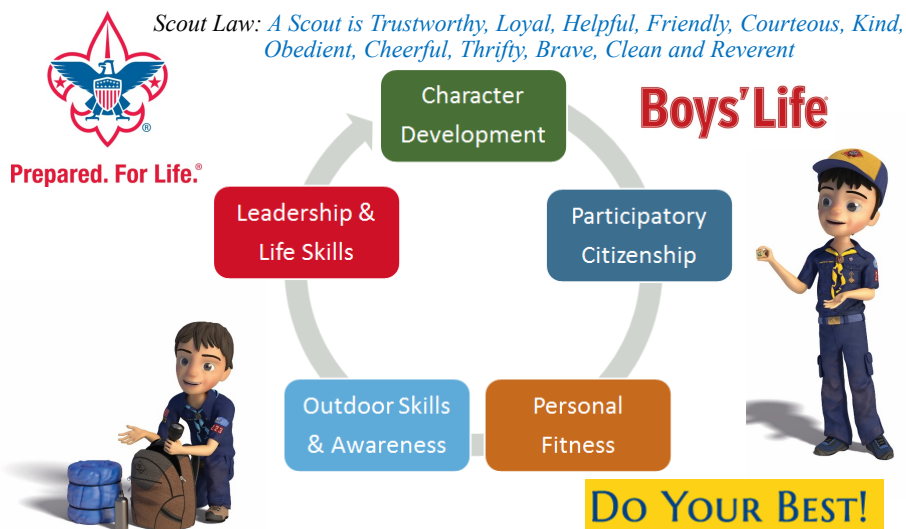 Scout Law: A Scout is Trustworthy, Loyal, Helpful, Friendly, Courteous, Kind,
Obedient, Cheerful, Thrifty, Brave, Clean and Reverent
Prepared. For Life.®
Boys' Life
Character
Development
Participatory
Citizenship
Personal
Fitness
Outdoor Skills
& Awareness
Leadership &
Life Skills
DO YOUR BEST!